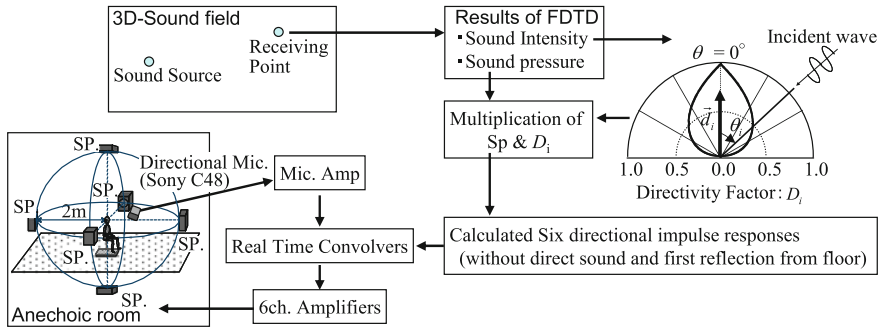 3D-Sound field
Receiving
Point
Sound Source
Results of FDTD
・Sound Intensity
・Sound pressure
Multiplication of
Sp & Di
Incident wave
θ = 0°
d⃗i
θi
1.0 0.5 0.0 0.5 1.0
Directivity Factor: Di
Calculated Six directional impulse responses
(without direct sound and first reflection from floor)
Directional Mic.
(Sony C48)
Mic. Amp
Real Time Convolvers
6ch. Amplifiers
SP.
SP.
SP
2m
SP.
SP.
SP.
Anechoic room